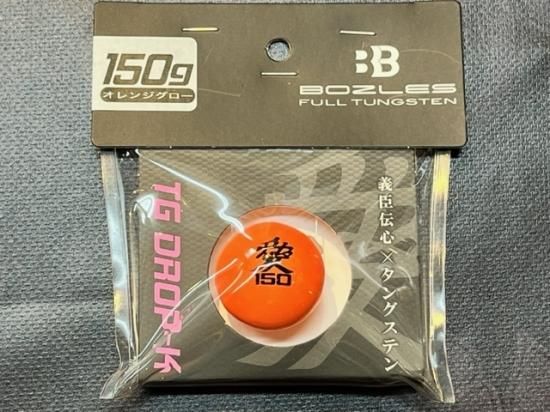 150g
オレンジグロー
BOZLES
FULL TUNGSTEN
TG DROP-K
義臣伝心×タングステン
150